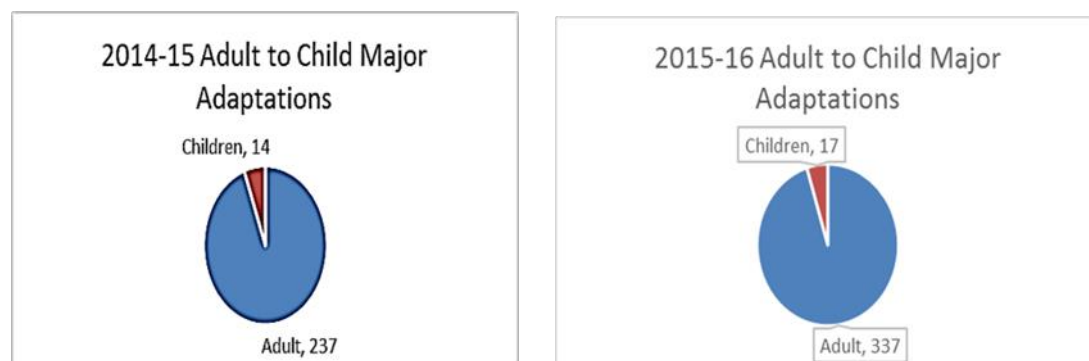 2014-15 Adult to Child Major
Adaptations
Children, 14
Adult, 237
2015-16 Adult to Child Major
Adaptations
Children, 17
Adult, 337